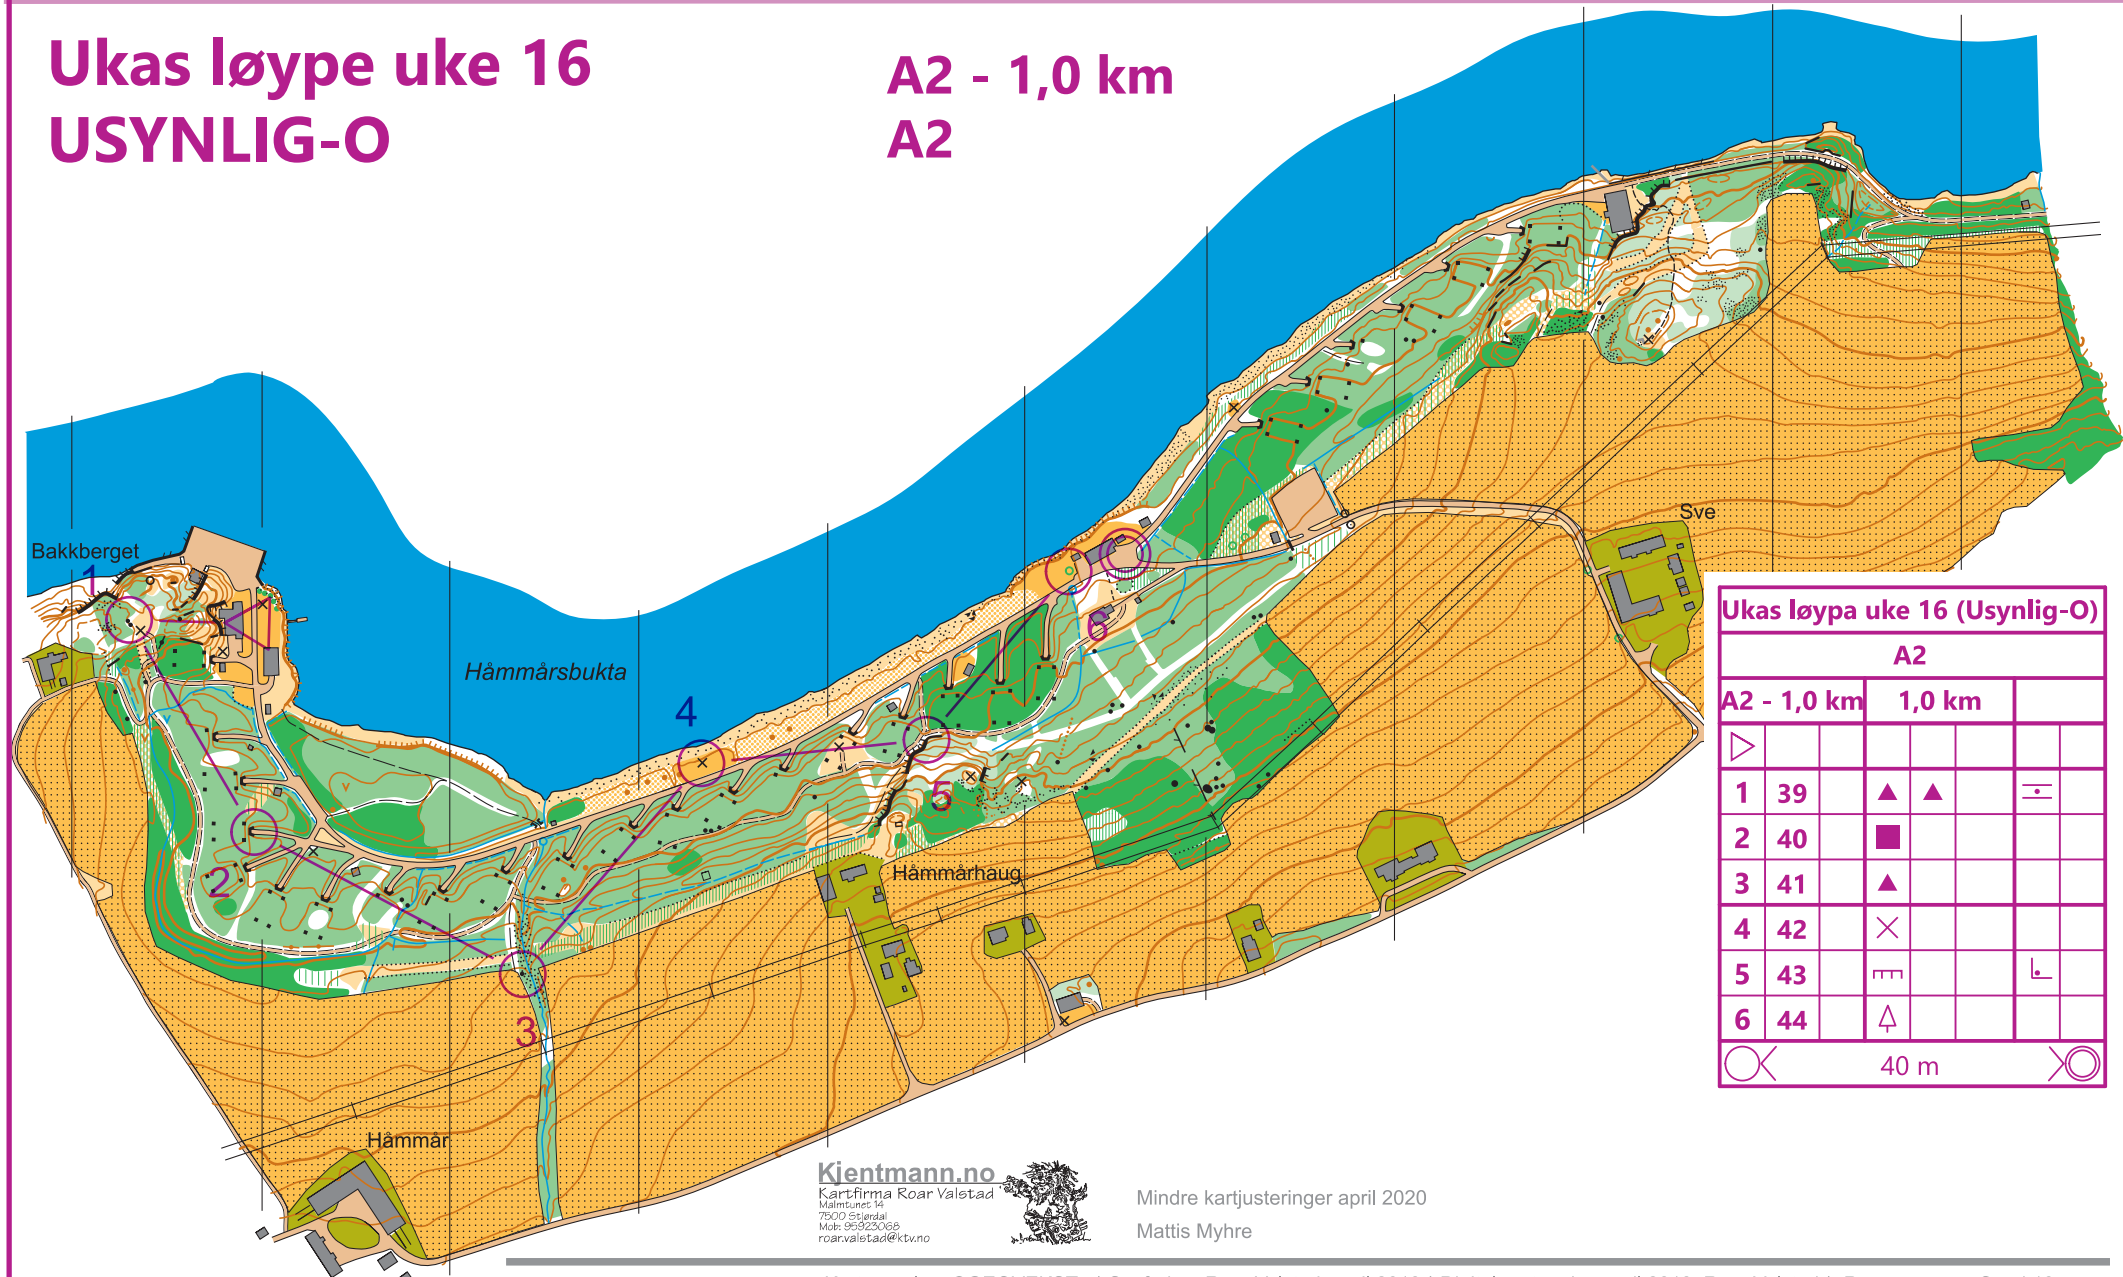 Ukas løype uke 16
USYNLIG-O
A2 - 1,0 km
A2
Bakkberget
1
Håmmårsbukta
4
6
5
2
3
Sve
Håmmårhaug
Håmmår
Ukas løypa uke 16 (Usynlig-O)
A2
A2 - 1,0 km 1,0 km
1 39
2 40
3 41
4 42
5 43
6 44
40 m
Kjentmann.no
Kartfirma Roar Valstad
Malmtunet 14
7500 Stjørdal
Mob: 95923068
roar.valstad@ktv.no
Mindre kartjusteringer april 2020
Mattis Myhre